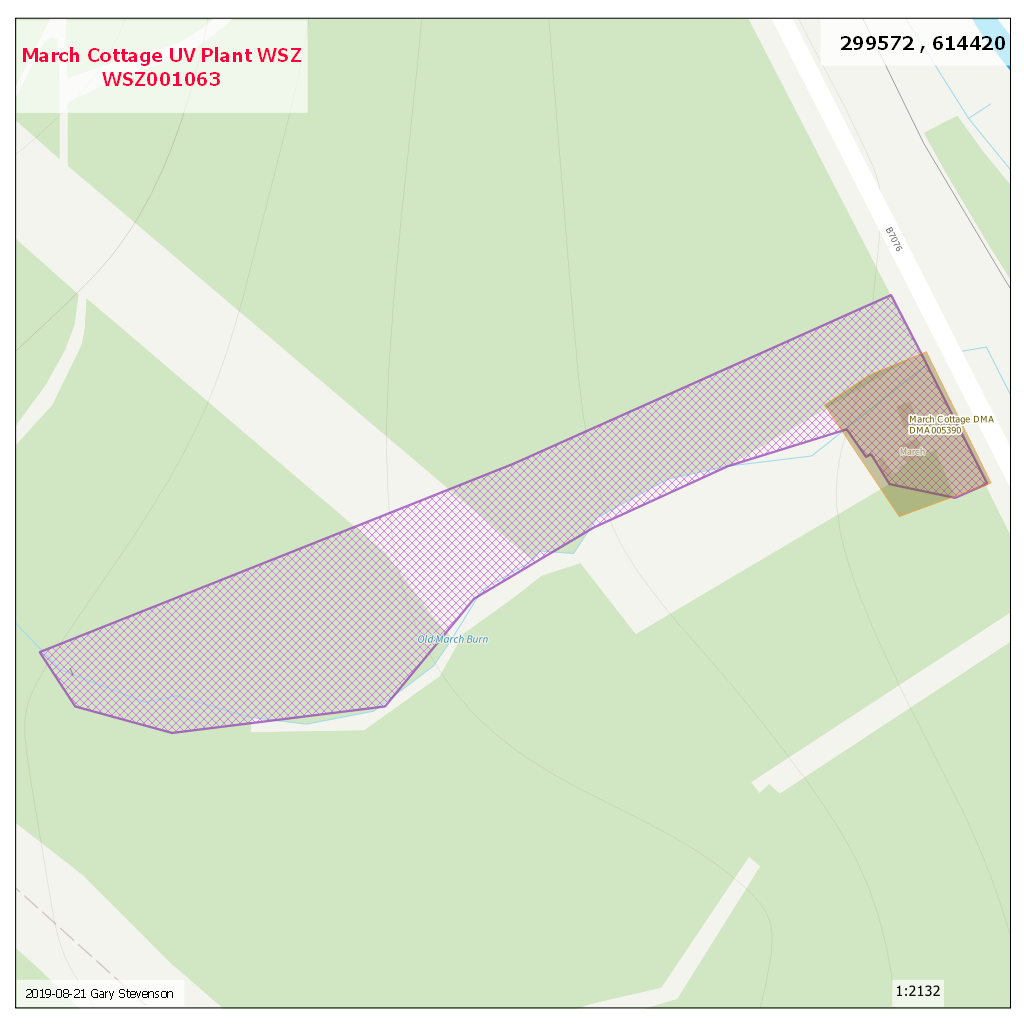 March Cottage UV Plant WSZ
WSZ001063
299572 , 614420
B7076
March Cottage DMA
DMA005390
March
Old March Burn
2019-08-21 Gary Stevenson
1:2132